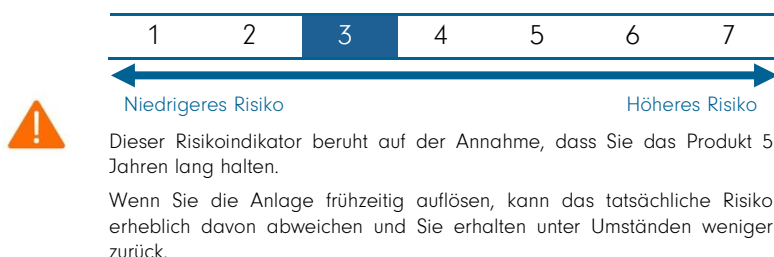 1 2 3 4 5 6 7
Niedrigeres Risiko Höheres Risiko
Dieser Risikoindikator beruht auf der Annahme, dass Sie das Produkt 5
Jahren lang halten.
Wenn Sie die Anlage frühzeitig auflösen, kann das tatsächliche Risiko
erheblich davon abweichen und Sie erhalten unter Umständen weniger
zurück.